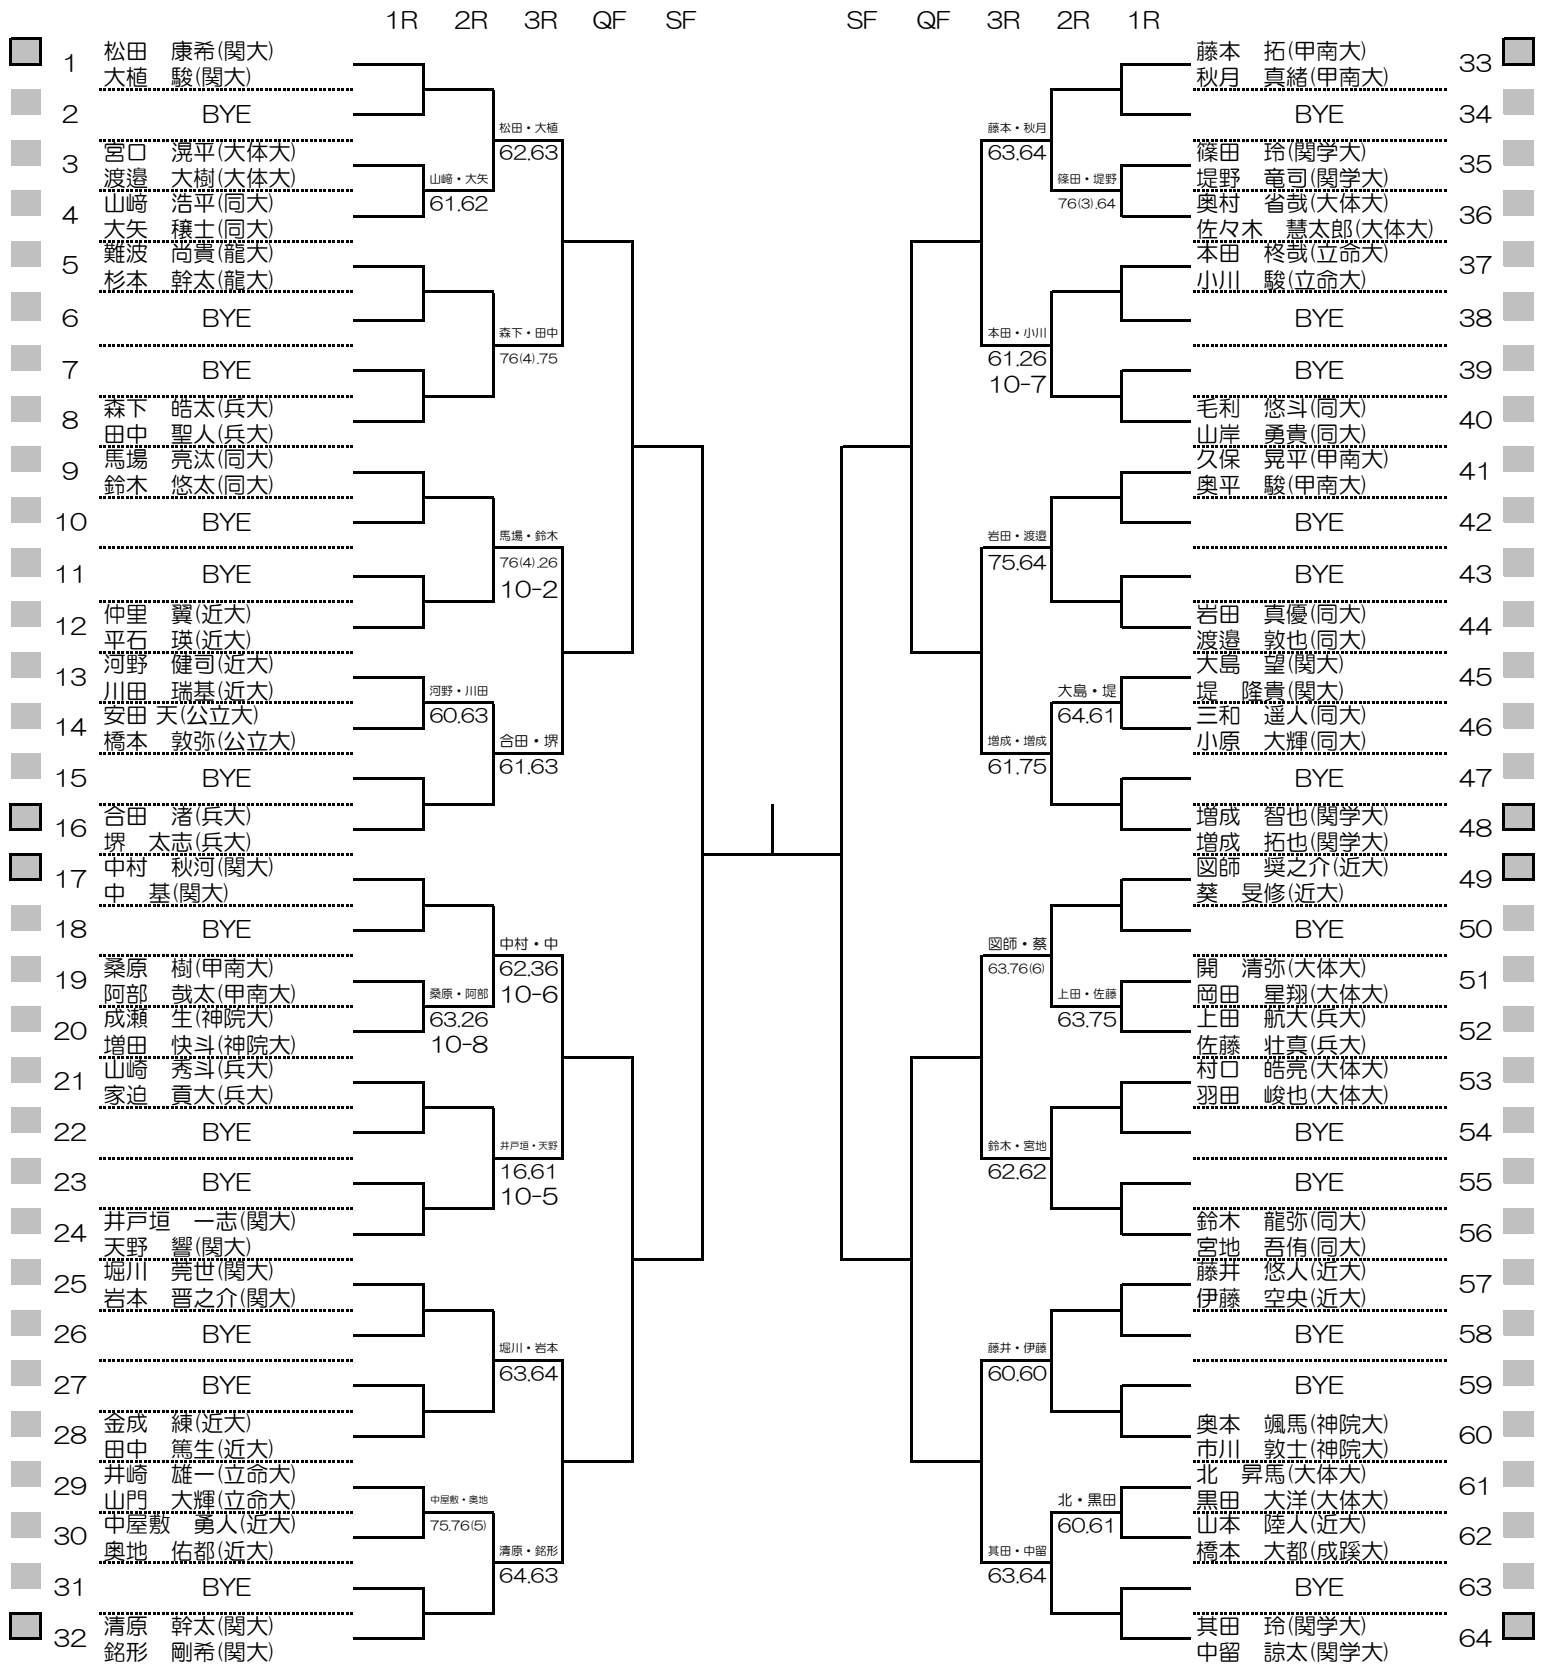 1R 2R 3R QF SF SF QF 3R 2R 1R
1 松田 康希(関大)
大植 駿(関大)
2 BYE
3 宮口 滉平(大体大)
渡邉 大樹(大体大)
4 山﨑 浩平(同大)
大矢 穣士(同大)
5 難波 尚貴(龍大)
杉本 幹太(龍大)
6 BYE
7 BYE
8 森下 皓太(兵大)
田中 聖人(兵大)
9 馬場 亮汰(同大)
鈴木 悠太(同大)
10 BYE
11 BYE
12 仲里 翼(近大)
平石 瑛(近大)
13 河野 健司(近大)
川田 瑞基(近大)
14 安田 天(公立大)
橋本 敦弥(公立大)
15 BYE
16 合田 渚(兵大)
堺 太志(兵大)
17 中村 秋河(関大)
中 基(関大)
18 BYE
19 桑原 樹(甲南大)
阿部 哉太(甲南大)
20 成瀬 生(神院大)
増田 快斗(神院大)
21 山崎 秀斗(兵大)
家迫 貢大(兵大)
22 BYE
23 BYE
24 井戸垣 一志(関大)
天野 響(関大)
25 堀川 莞世(関大)
岩本 晋之介(関大)
26 BYE
27 BYE
28 金成 練(近大)
田中 篤生(近大)
29 井崎 雄一(立命大)
山門 大輝(立命大)
30 中屋敷 勇人(近大)
奥地 佑都(近大)
31 BYE
32 清原 幹太(関大)
銘形 剛希(関大)
山﨑・大矢
61.62
河野・川田
60.63
桑原・阿部
63.26
10-8
中屋敷・奥地
75.76(5)
松田・大植
62.63
森下・田中
76(4).75
馬場・鈴木
76(4).26
10-2
合田・堺
61.63
中村・中
62.36
10-6
井戸垣・天野
16.61
10-5
堀川・岩本
63.64
清原・銘形
64.63
藤本・秋月
63.64
本田・小川
61.26
10-7
岩田・渡邉
75.64
増成・増成
61.75
図師・蔡
63.76(6)
鈴木・宮地
62.62
藤井・伊藤
60.60
其田・中留
63.64
篠田・堤野
76(3).64
大島・堤
64.61
上田・佐藤
63.75
北・黒田
60.61
藤本 拓(甲南大) 33
秋月 真緒(甲南大)
BYE 34
篠田 玲(関学大) 35
堤野 竜司(関学大)
奥村 省哉(大体大) 36
佐々木 慧太郎(大体大)
本田 柊哉(立命大) 37
小川 駿(立命大)
BYE 38
BYE 39
毛利 悠斗(同大) 40
山岸 勇貴(同大)
久保 晃平(甲南大) 41
奥平 駿(甲南大)
BYE 42
BYE 43
岩田 真優(同大) 44
渡邉 敦也(同大)
大島 望(関大) 45
堤 隆貴(関大)
三和 遥人(同大) 46
小原 大輝(同大)
BYE 47
増成 智也(関学大) 48
増成 拓也(関学大)
図師 奨之介(近大) 49
蔡 旻修(近大)
BYE 50
開 清弥(大体大) 51
岡田 星翔(大体大)
上田 航大(兵大) 52
佐藤 壮真(兵大)
村口 皓亮(大体大) 53
羽田 峻也(大体大)
BYE 54
BYE 55
鈴木 龍弥(同大) 56
宮地 吾侑(同大)
藤井 悠人(近大) 57
伊藤 空央(近大)
BYE 58
BYE 59
奥本 颯馬(神院大) 60
市川 敦士(神院大)
北 昇馬(大体大) 61
黒田 大洋(大体大)
山本 陸人(近大) 62
橋本 大都(成蹊大)
BYE 63
其田 玲(関学大) 64
中留 諒太(関学大)